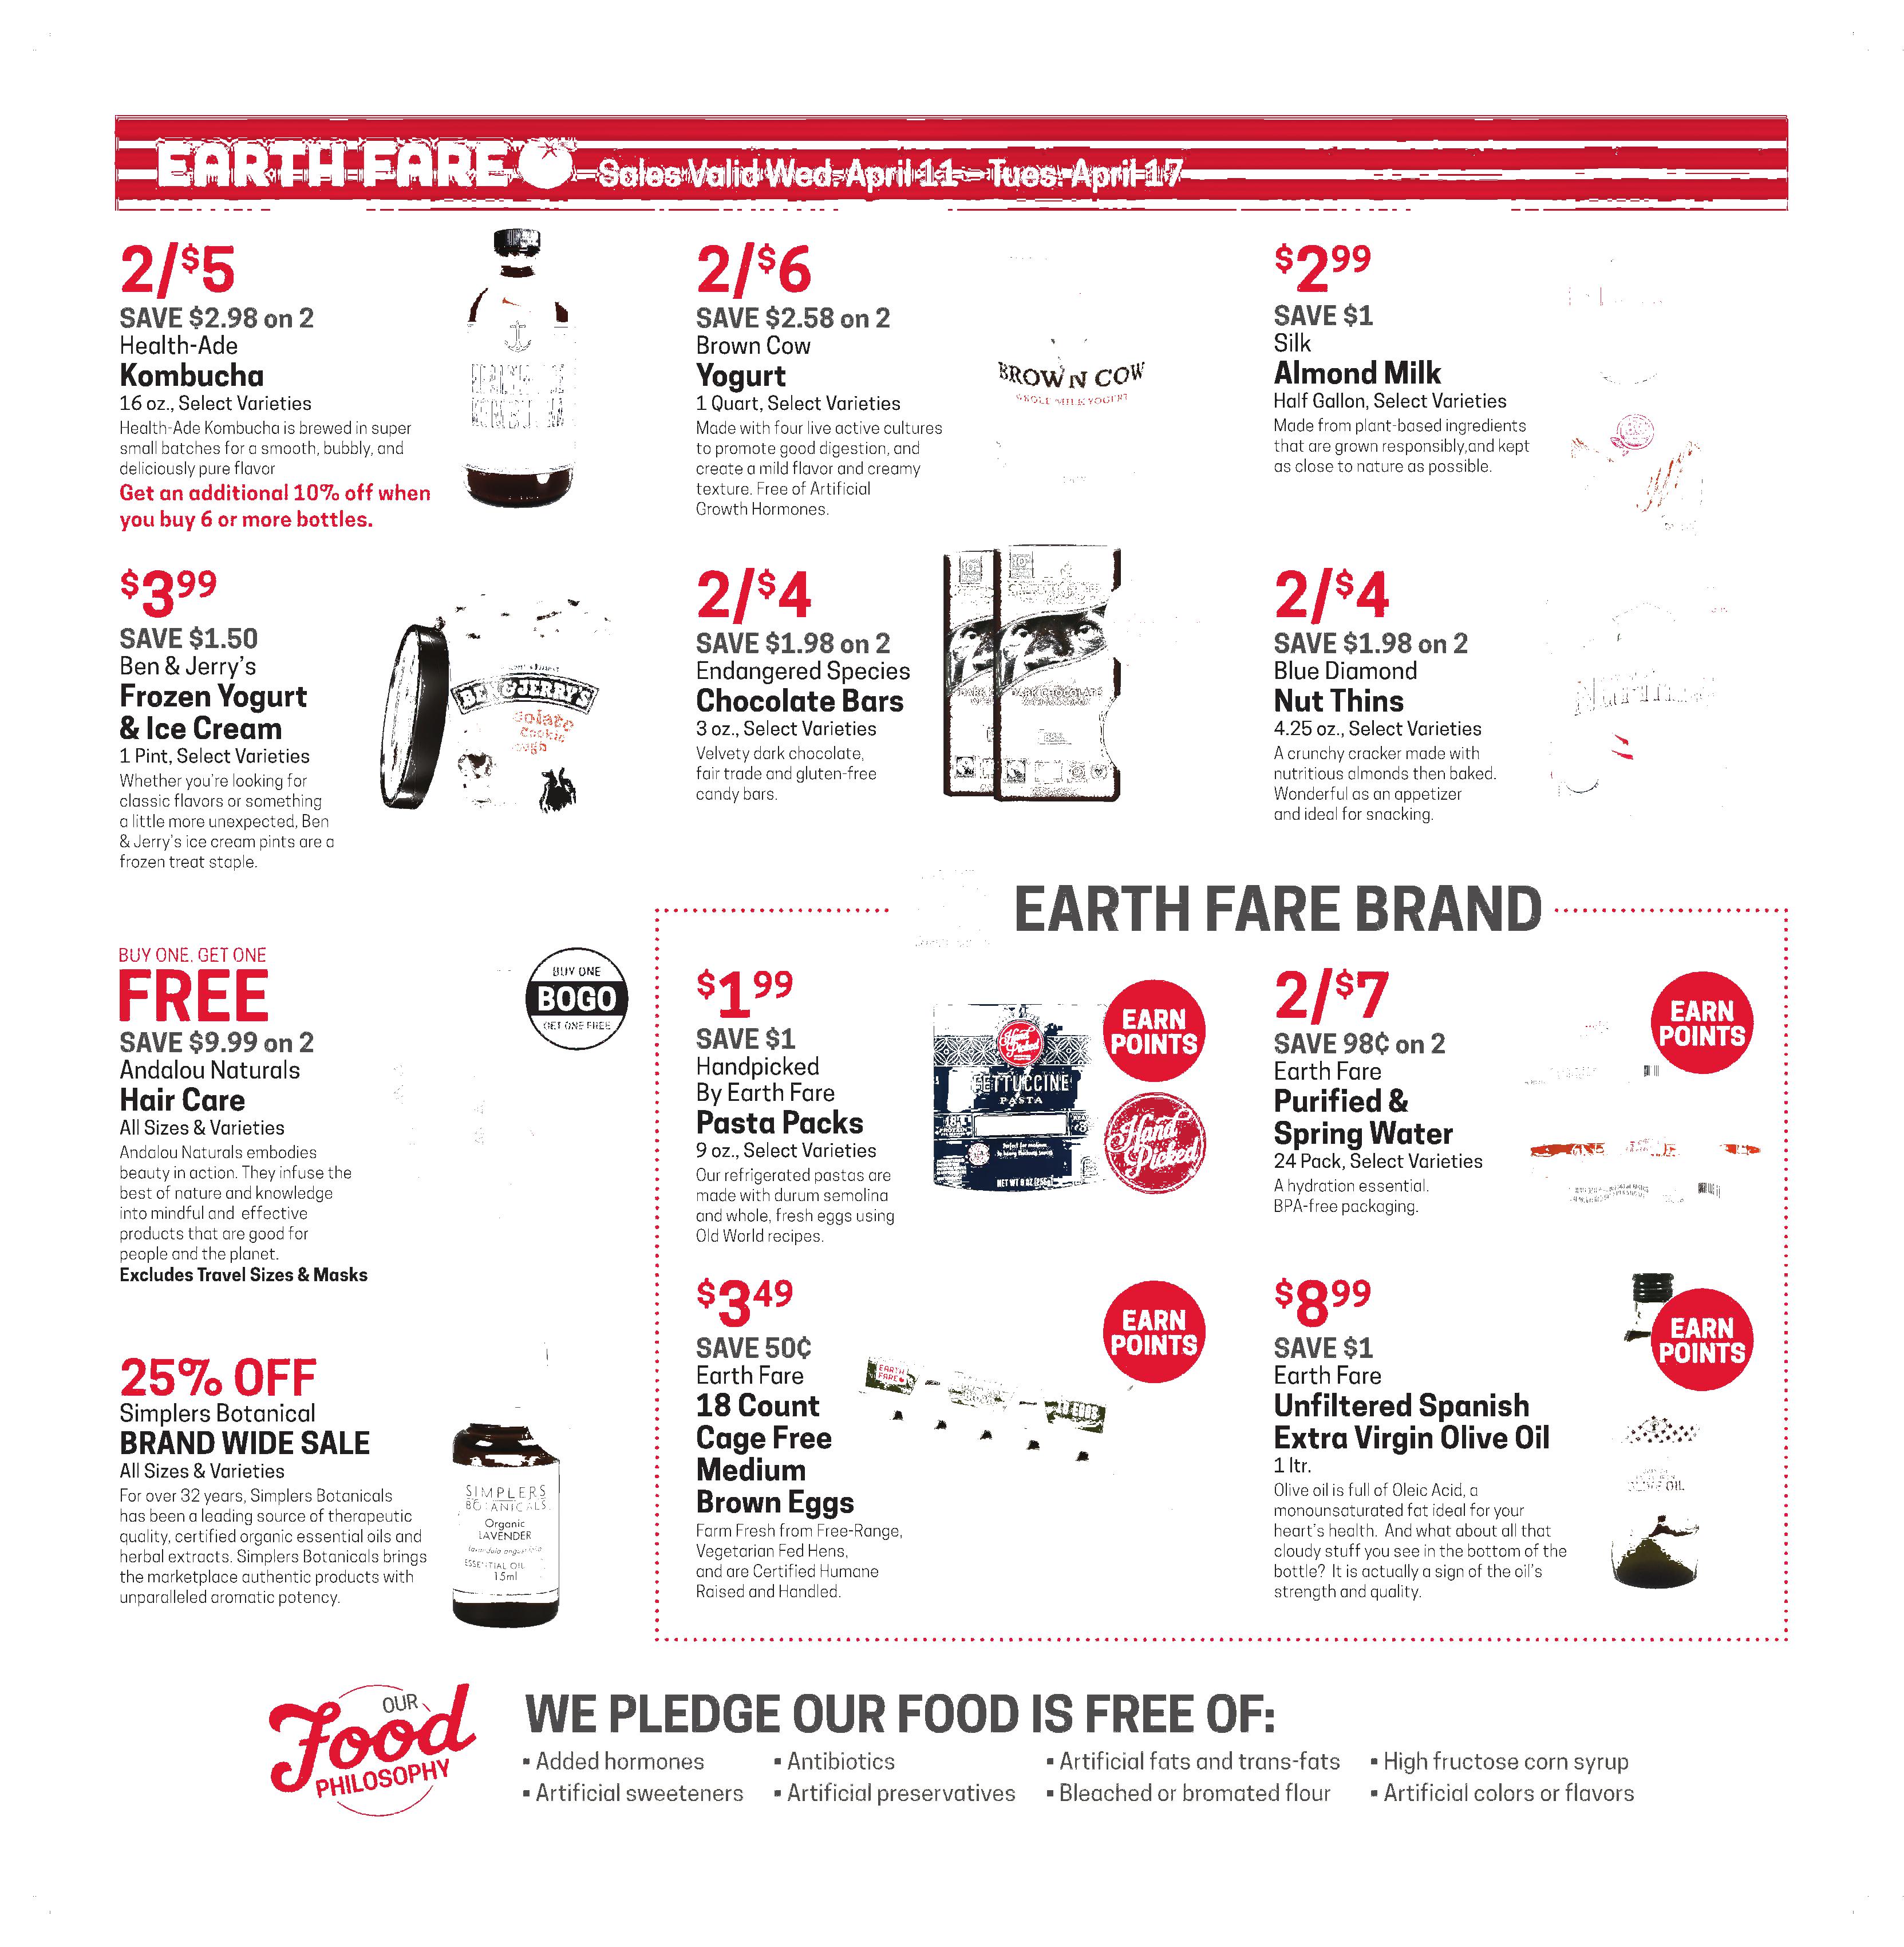 EARTH FARE Sales Valid Wed. April 11 – Tues. April 17
2/$5
SAVE $2.98 on 2
Health-Ade
Kombucha
16 oz., Select Varieties
Health-Ade Kombucha is brewed in super
small batches for a smooth, bubbly, and
deliciously pure flavor
Get an additional 10% off when
you buy 6 or more bottles.
2/$6
SAVE $2.58 on 2
Brown Cow
Yogurt
1 Quart, Select Varieties
Made with four live active cultures
to promote good digestion, and
create a mild flavor and creamy
texture. Free of Artificial
Growth Hormones.
BROWN COW
WHOLE MILK YOGURT
$2.99
SAVE $1
Silk
Almond Milk
Half Gallon, Select Varieties
Made from plant-based ingredients
that are grown responsibly,and kept
as close to nature as possible.
$3.99
SAVE $1.50
Ben & Jerry's
Frozen Yogurt
& Ice Cream
1 Pint, Select Varieties
Whether you're looking for
classic flavors or something
a little more unexpected, Ben
& Jerry's ice cream pints are a
frozen treat staple.
BEN & JERRY'S
2/$4
SAVE $1.98 on 2
Endangered Species
Chocolate Bars
3 oz., Select Varieties
Velvety dark chocolate,
fair trade and gluten-free
candy bars.
DARK CHOCOLATE
2/$4
SAVE $1.98 on 2
Blue Diamond
Nut Thins
4.25 oz., Select Varieties
A crunchy cracker made with
nutritious almonds then baked.
Wonderful as an appetizer
and ideal for snacking.
BUY ONE, GET ONE
FREE
SAVE $9.99 on 2
Andalou Naturals
Hair Care
All Sizes & Varieties
Andalou Naturals embodies
beauty in action. They infuse the
best of nature and knowledge
into mindful and effective
products that are good for
people and the planet.
Excludes Travel Sizes & Masks
BUY ONE
BOGO
GET ONE FREE
25% OFF
Simplers Botanical
BRAND WIDE SALE
All Sizes & Varieties
For over 32 years, Simplers Botanicals
has been a leading source of therapeutic
quality, certified organic essential oils and
herbal extracts. Simplers Botanicals brings
the marketplace authentic products with
unparalleled aromatic potency.
SIMPLERS
BOTANICALS
Organic
LAVENDER
ESSENTIAL OIL
15ml
EARTH FARE BRAND
$1.99
SAVE $1
Handpicked
By Earth Fare
Pasta Packs
9 oz., Select Varieties
Our refrigerated pastas are
made with durum semolina
and whole, fresh eggs using
Old World recipes.
Hand Picked
FETTUCCINE
PASTA
EARN
POINTS
Hand
Picked
2/$7
SAVE 98¢ on 2
Earth Fare
Purified &
Spring Water
24 Pack, Select Varieties
A hydration essential.
BPA-free packaging.
EARN
POINTS
$3.49
SAVE 50¢
Earth Fare
18 Count
Cage Free
Medium
Brown Eggs
Farm Fresh from Free-Range,
Vegetarian Fed Hens,
and are Certified Humane
Raised and Handled.
EARTH
FARE
EARN
POINTS
$8.99
SAVE $1
Earth Fare
Unfiltered Spanish
Extra Virgin Olive Oil
1 ltr.
Olive oil is full of Oleic Acid, a
monounsaturated fat ideal for your
heart's health. And what about all that
cloudy stuff you see in the bottom of the
bottle? It is actually a sign of the oil's
strength and quality.
EARN
POINTS
OLIVE OIL
OUR
Food
PHILOSOPHY
WE PLEDGE OUR FOOD IS FREE OF:
▪ Added hormones ▪ Antibiotics ▪ Artificial fats and trans-fats ▪ High fructose corn syrup
▪ Artificial sweeteners ▪ Artificial preservatives ▪ Bleached or bromated flour ▪ Artificial colors or flavors